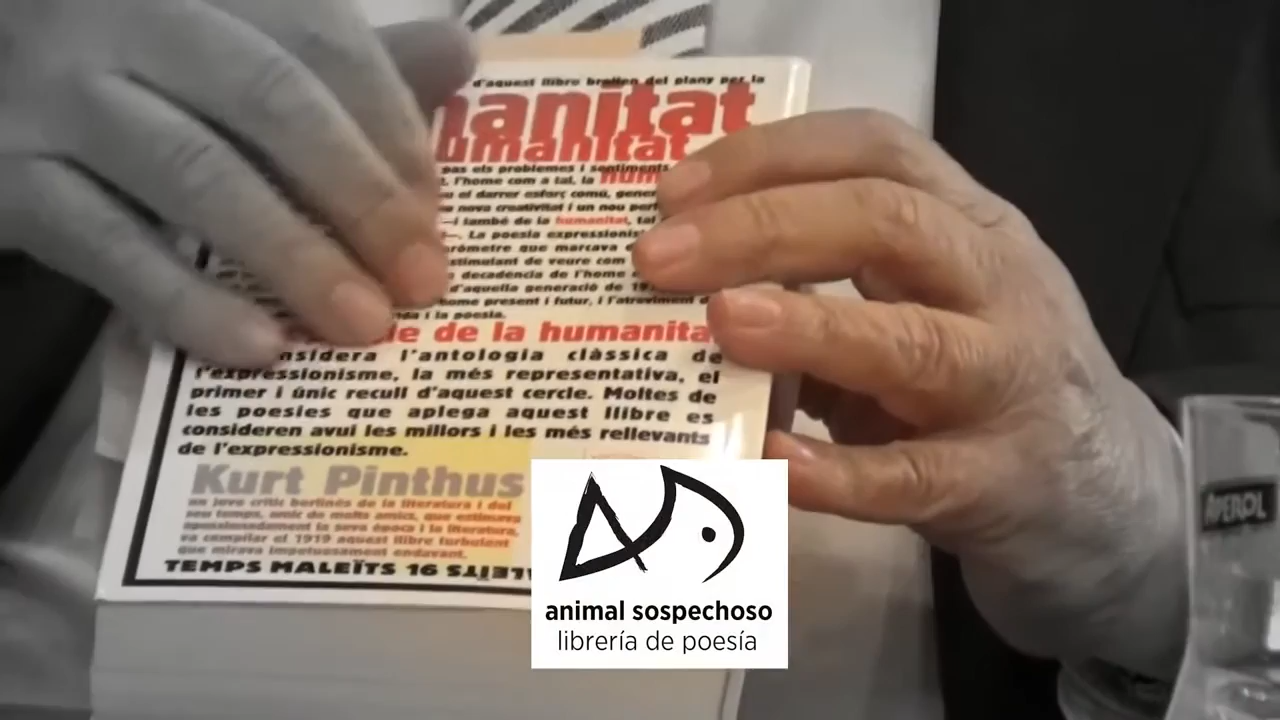 d'aquest llibre brollen del plany per la
manitat
umanitat
pas els problemes i sentiments
l'home com a tal, la hum
el darrer esforç comú, gener
nova creativitat i un nou perf
—i també de la humanitat, tal
—. La poesia expressionis
ròmetre que marcava
stimulant de veure com
decadència de l'home
d'aquella generació de 19
home present i futur, i l'atreviment d
i la poesia.
de la humanita
nsidera l'antologia clàssica de
l'expressionisme, la més representativa, el
primer i únic recull d'aquest cercle. Moltes de
les poesies que aplega aquest llibre es
consideren avui les millors i les més rellevants
de l'expressionisme.
Kurt Pinthus
un jove crític berlinès de la literatura i del
seu temps, amic de molts amics, que estimava
apassionadament la seva època i la literatura,
va compilar el 1919 aquest llibre turbulent
que mirava impetuosament endavant.
TEMPS MALEÏTS 16
animal sospechoso
librería de poesía
APEROL